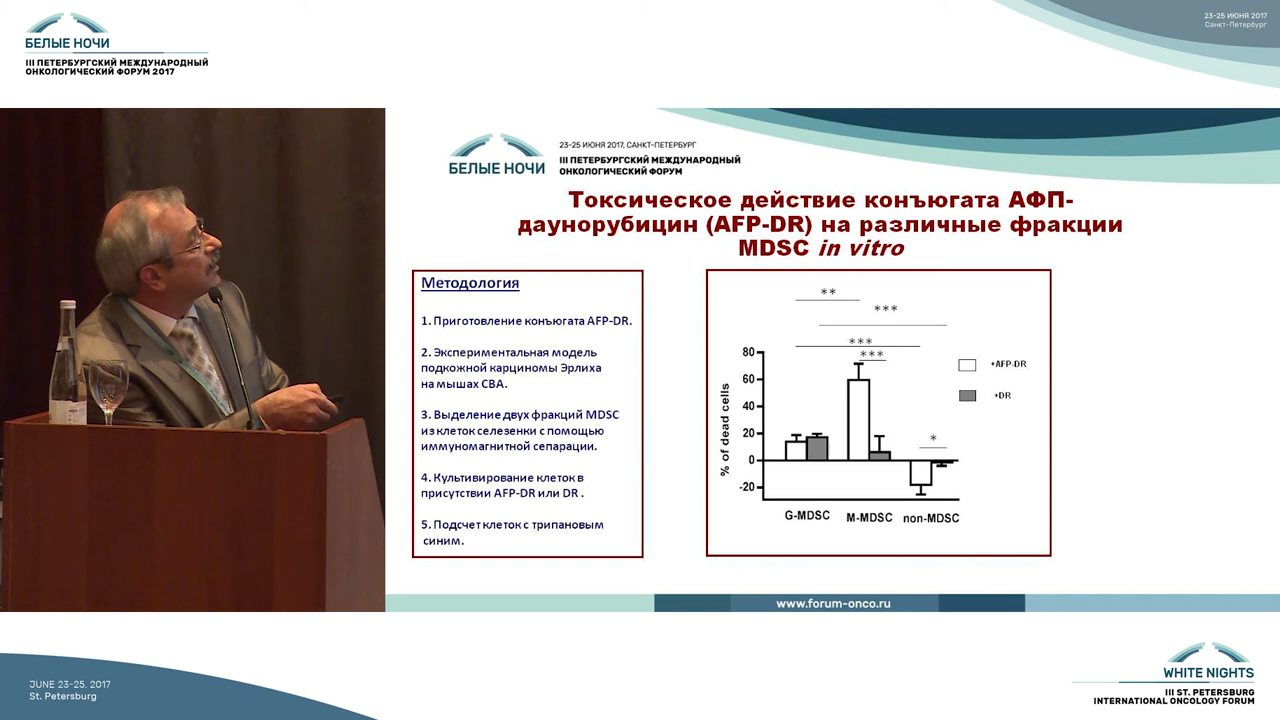 БЕЛЫЕ НОЧИ
III ПЕТЕРБУРГСКИЙ МЕЖДУНАРОДНЫЙ
ОНКОЛОГИЧЕСКИЙ ФОРУМ 2017
23-25 ИЮНЯ 2017
Санкт-Петербург
БЕЛЫЕ НОЧИ
23-25 ИЮНЯ 2017, САНКТ-ПЕТЕРБУРГ
III ПЕТЕРБУРГСКИЙ МЕЖДУНАРОДНЫЙ
ОНКОЛОГИЧЕСКИЙ ФОРУМ
Токсическое действие конъюгата АФП-
даунорубицин (AFP-DR) на различные фракции
MDSC in vitro
Методология
1. Приготовление конъюгата AFP-DR.
2. Экспериментальная модель
подкожной карциномы Эрлиха
на мышах CBA.
3. Выделение двух фракций MDSC
из клеток селезенки с помощью
иммуномагнитной сепарации.
4. Культивирование клеток в
присутствии AFP-DR или DR .
5. Подсчет клеток с трипановым
синим.
**
***
***
***
*
% of dead cells
80
60
40
20
0
-20
G-MDSC M-MDSC non-MDSC
+AFP-DR
+DR
www.forum-onco.ru
JUNE 23-25, 2017
St. Petersburg
WHITE NIGHTS
III ST. PETERSBURG
INTERNATIONAL ONCOLOGY FORUM